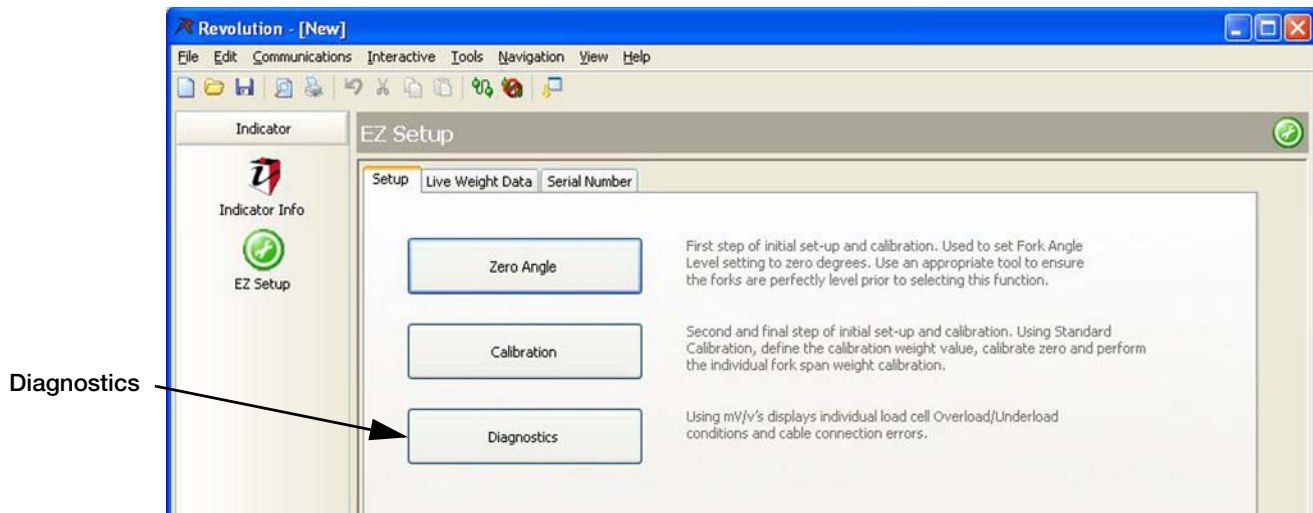 Revolution - [New]
File Edit Communications Interactive Tools Navigation View Help
Indicator
EZ Setup
Indicator Info
EZ Setup
Setup Live Weight Data Serial Number
Zero Angle
First step of initial set-up and calibration. Used to set Fork Angle
Level setting to zero degrees. Use an appropriate tool to ensure
the forks are perfectly level prior to selecting this function.
Calibration
Second and final step of initial set-up and calibration. Using Standard
Calibration, define the calibration weight value, calibrate zero and perform
the individual fork span weight calibration.
Diagnostics
Diagnostics
Using mV/v's displays individual load cell Overload/Underload
conditions and cable connection errors.